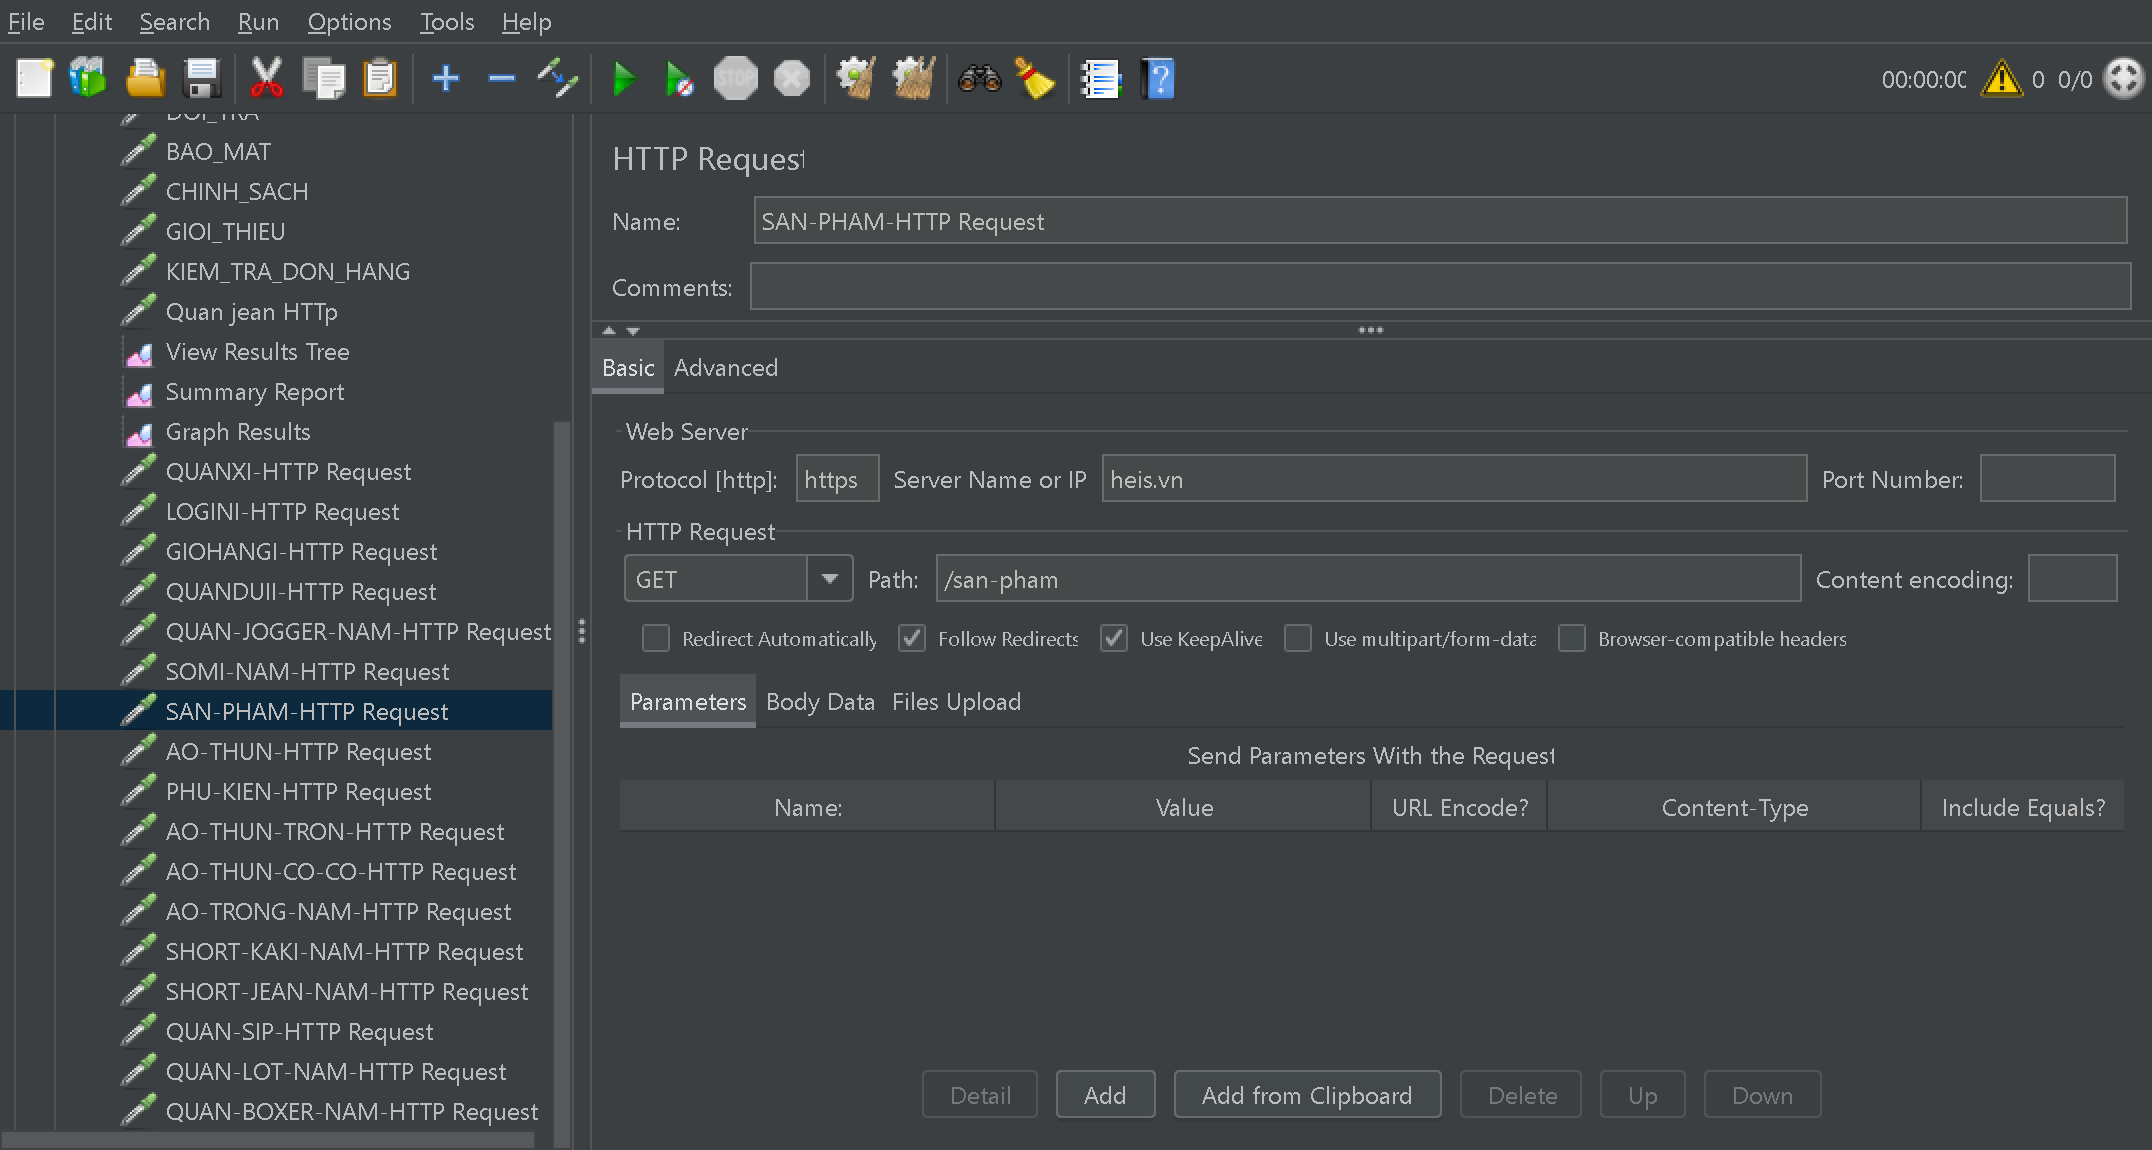 File Edit Search Run Options Tools Help
STOP
00:00:00 0 0/0
DOI_TRA
BAO_MAT
CHINH_SACH
GIOI_THIEU
KIEM_TRA_DON_HANG
Quan jean HTTp
View Results Tree
Summary Report
Graph Results
QUANXI-HTTP Request
LOGINI-HTTP Request
GIOHANGI-HTTP Request
QUANDUII-HTTP Request
QUAN-JOGGER-NAM-HTTP Request
SOMI-NAM-HTTP Request
SAN-PHAM-HTTP Request
AO-THUN-HTTP Request
PHU-KIEN-HTTP Request
AO-THUN-TRON-HTTP Request
AO-THUN-CO-CO-HTTP Request
AO-TRONG-NAM-HTTP Request
SHORT-KAKI-NAM-HTTP Request
SHORT-JEAN-NAM-HTTP Request
QUAN-SIP-HTTP Request
QUAN-LOT-NAM-HTTP Request
QUAN-BOXER-NAM-HTTP Request
HTTP Request
Name: SAN-PHAM-HTTP Request
Comments:
Basic Advanced
Web Server
Protocol [http]: https Server Name or IP heis.vn Port Number:
HTTP Request
GET Path: /san-pham Content encoding:
Redirect Automatically Follow Redirects Use KeepAlive Use multipart/form-data Browser-compatible headers
Parameters Body Data Files Upload
Send Parameters With the Request
Name: Value URL Encode? Content-Type Include Equals?
Detail Add Add from Clipboard Delete Up Down